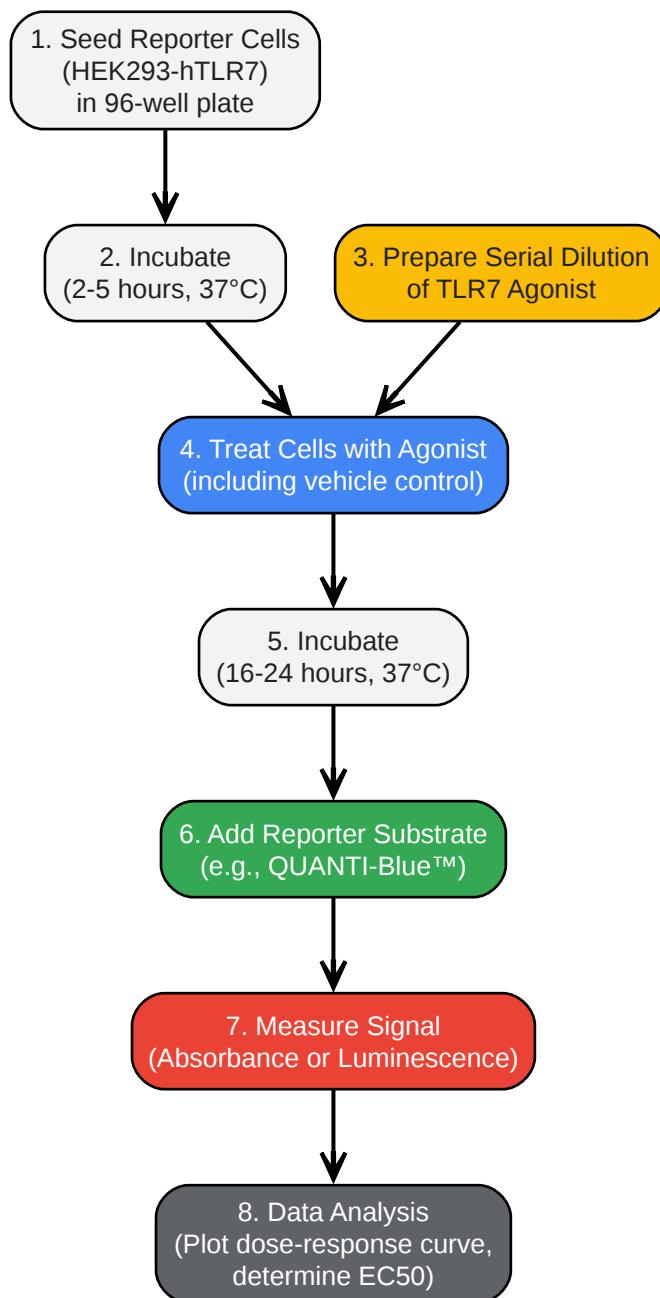 1. Seed Reporter Cells
(HEK293-hTLR7)
in 96-well plate
2. Incubate
(2-5 hours, 37°C)
3. Prepare Serial Dilution
of TLR7 Agonist
4. Treat Cells with Agonist
(including vehicle control)
5. Incubate
(16-24 hours, 37°C)
6. Add Reporter Substrate
(e.g., QUANTI-Blue™)
7. Measure Signal
(Absorbance or Luminescence)
8. Data Analysis
(Plot dose-response curve,
determine EC50)